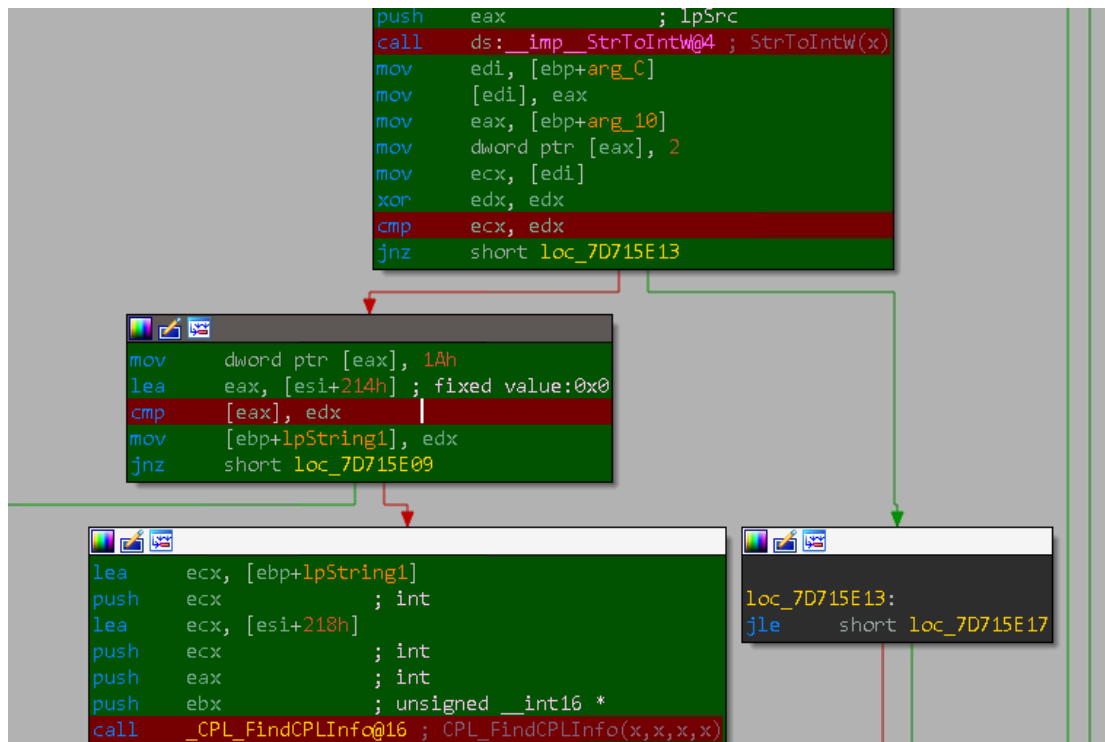 push eax ; lpSrc
call ds:__imp__StrToIntW@4 ; StrToIntW(x)
mov edi, [ebp+arg_C]
mov [edi], eax
mov eax, [ebp+arg_10]
mov dword ptr [eax], 2
mov ecx, [edi]
xor edx, edx
cmp ecx, edx
jnz short loc_7D715E13
mov dword ptr [eax], 1Ah
lea eax, [esi+214h] ; fixed value:0x0
cmp [eax], edx
mov [ebp+lpString1], edx
jnz short loc_7D715E09
lea ecx, [ebp+lpString1]
push ecx ; int
lea ecx, [esi+218h]
push ecx ; int
push eax ; int
push ebx ; unsigned __int16 *
call _CPL_FindCPLInfo@16 ; CPL_FindCPLInfo(x,x,x,x)
loc_7D715E13:
jle short loc_7D715E17